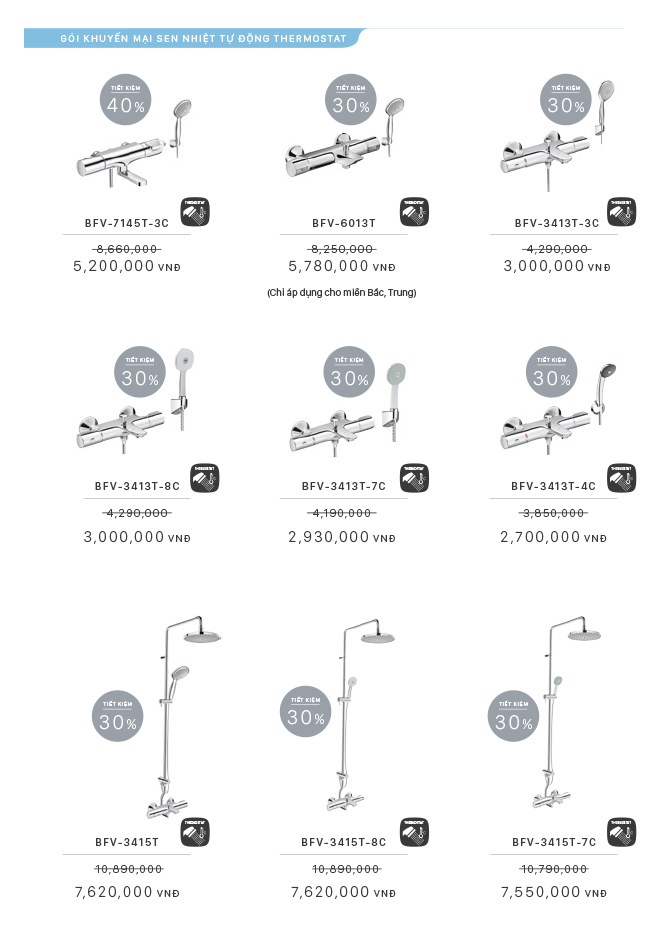 GÓI KHUYẾN MẠI SEN NHIỆT TỰ ĐỘNG THERMOSTAT
TIẾT KIỆM
40%
TIẾT KIỆM
30%
TIẾT KIỆM
30%
THERMOSTAT
THERMOSTAT
THERMOSTAT
BFV-7145T-3C
BFV-6013T
BFV-3413T-3C
8,660,000
8,250,000
4,290,000
5,200,000 VNĐ
5,780,000 VNĐ
3,000,000 VNĐ
(Chỉ áp dụng cho miền Bắc, Trung)
TIẾT KIỆM
30%
TIẾT KIỆM
30%
TIẾT KIỆM
30%
THERMOSTAT
THERMOSTAT
THERMOSTAT
BFV-3413T-8C
BFV-3413T-7C
BFV-3413T-4C
4,290,000
4,190,000
3,850,000
3,000,000 VNĐ
2,930,000 VNĐ
2,700,000 VNĐ
TIẾT KIỆM
30%
TIẾT KIỆM
30%
TIẾT KIỆM
30%
THERMOSTAT
THERMOSTAT
THERMOSTAT
BFV-3415T
BFV-3415T-8C
BFV-3415T-7C
10,890,000
10,890,000
10,790,000
7,620,000 VNĐ
7,620,000 VNĐ
7,550,000 VNĐ